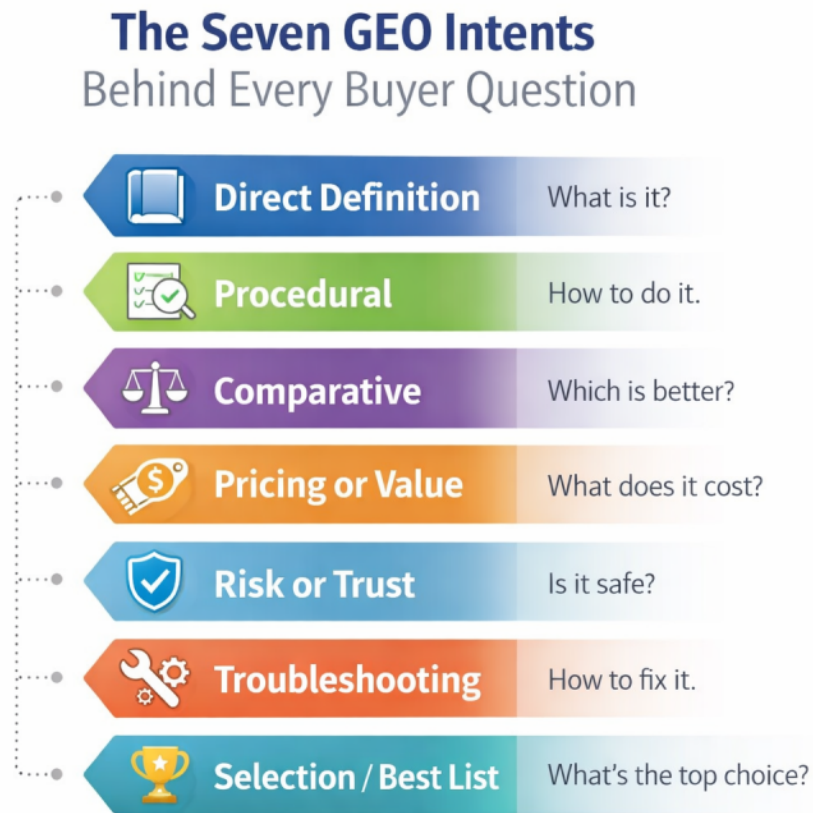 The Seven GEO Intents
Behind Every Buyer Question
Direct Definition What is it?
Procedural How to do it.
Comparative Which is better?
$ Pricing or Value What does it cost?
Risk or Trust Is it safe?
Troubleshooting How to fix it.
Selection / Best List What's the top choice?